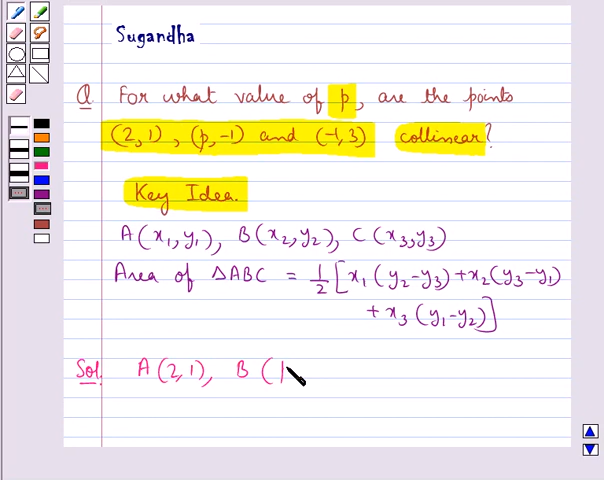 Sugandha
Q. For what value of p, are the points
(2, 1), (p, -1) and (-1, 3) collinear?
Key Idea.
A(x₁, y₁), B(x₂, y₂), C(x₃, y₃)
Area of ΔABC = 1/2 [x₁(y₂-y₃) + x₂(y₃-y₁)
+ x₃(y₁-y₂)]
Sol. A(2, 1), B(